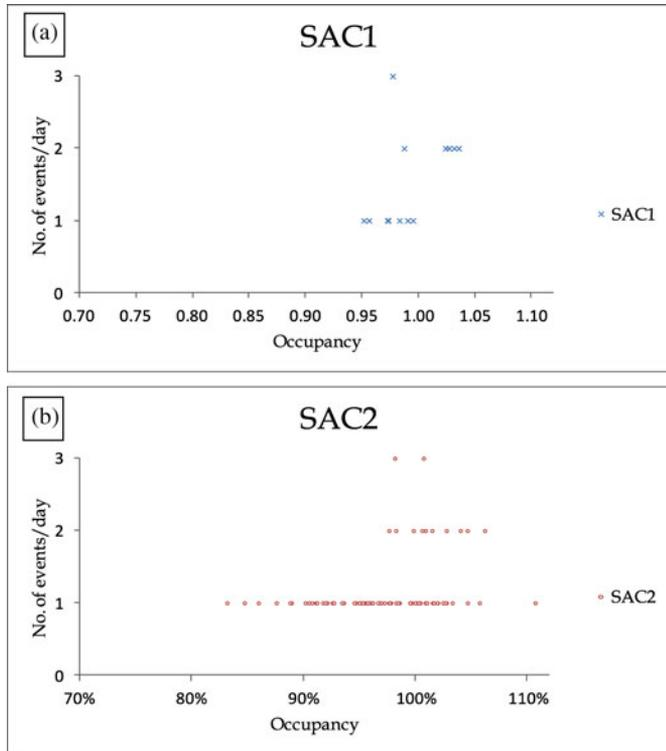 (a)
SAC1
No. of events/day
3
2
1
0
0.70 0.75 0.80 0.85 0.90 0.95 1.00 1.05 1.10
Occupancy
SAC1
(b)
SAC2
No. of events/day
3
2
1
0
70% 80% 90% 100% 110%
Occupancy
SAC2